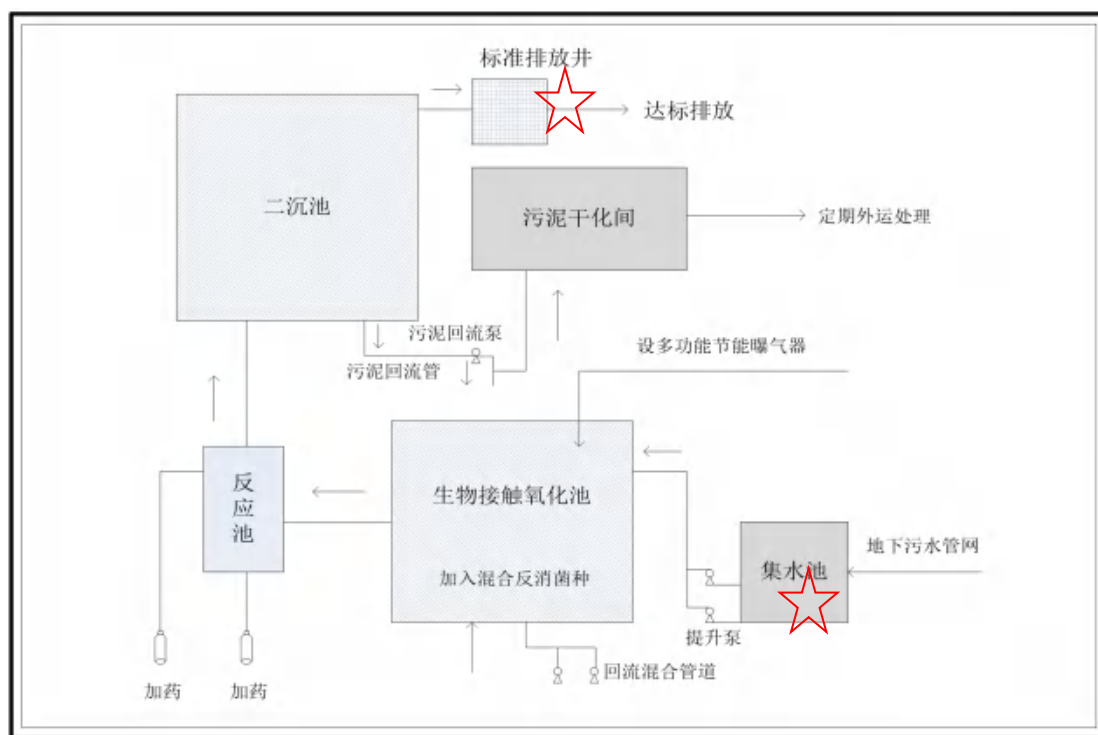 标准排放井
达标排放
二沉池
污泥干化间
定期外运处理
污泥回流泵
污泥回流管
设多功能节能曝气器
反应池
生物接触氧化池
加入混合反消菌种
地下污水管网
集水池
提升泵
回流混合管道
加药
加药